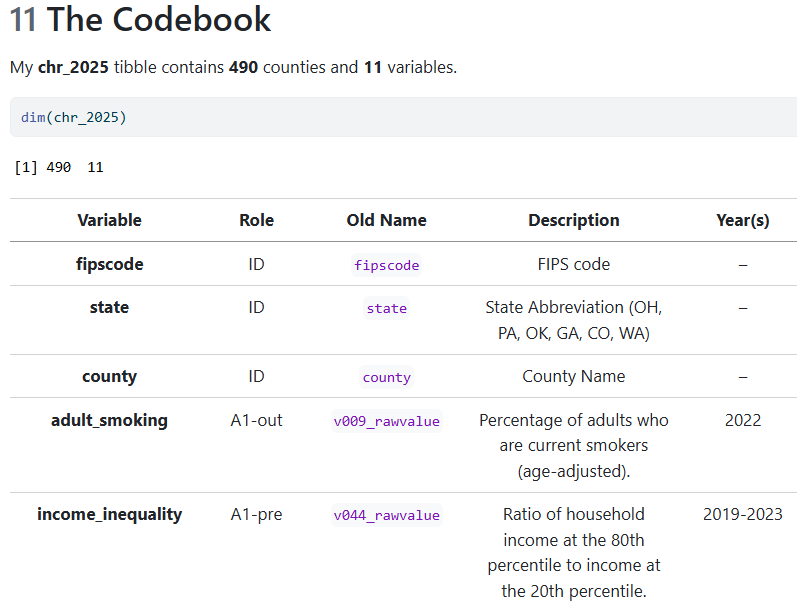 11 The Codebook
My chr_2025 tibble contains 490 counties and 11 variables.
dim(chr_2025)
[1] 490  11
Variable Role Old Name Description Year(s)
fipscode ID fipscode FIPS code –
state ID state State Abbreviation (OH, –
PA, OK, GA, CO, WA)
county ID county County Name –
adult_smoking A1-out v009_rawvalue Percentage of adults who 2022
are current smokers
(age-adjusted).
income_inequality A1-pre v044_rawvalue Ratio of household 2019-2023
income at the 80th
percentile to income at
the 20th percentile.